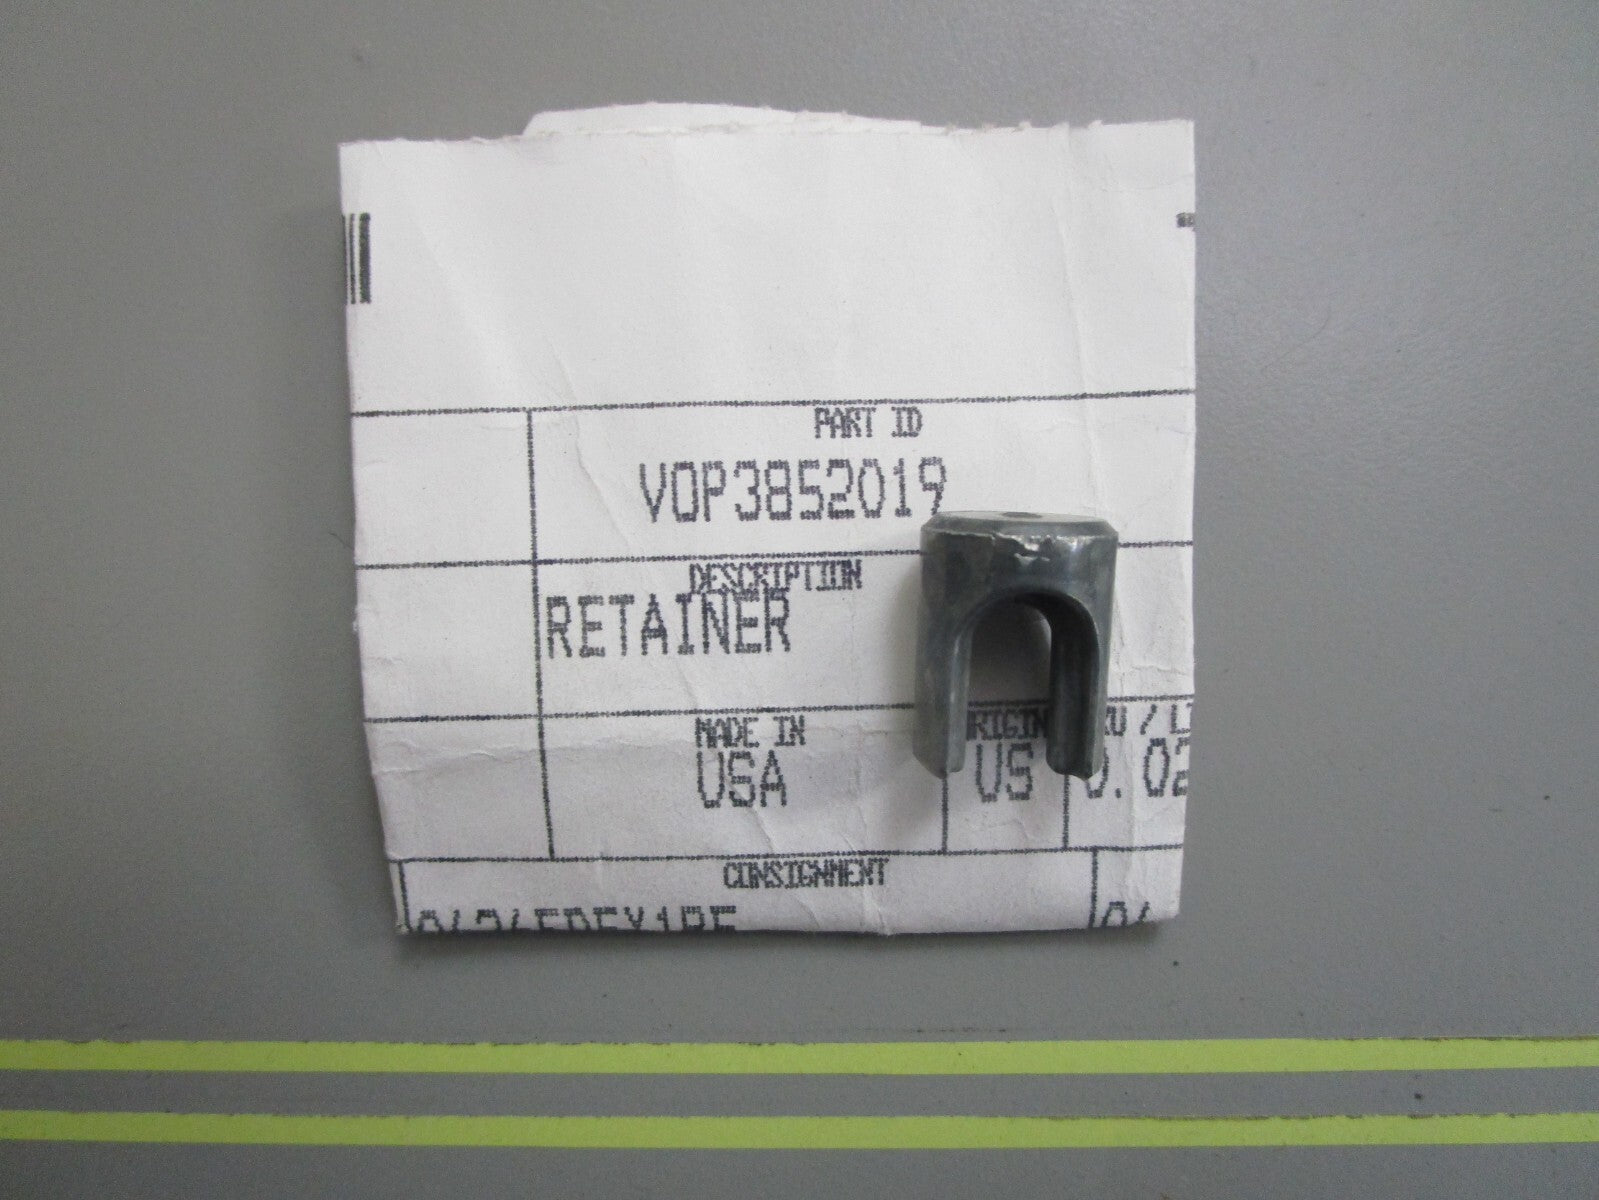 PART ID
VOP3852019
DESCRIPTION
RETAINER
MADE IN
USA
US
CONSIGNMENT